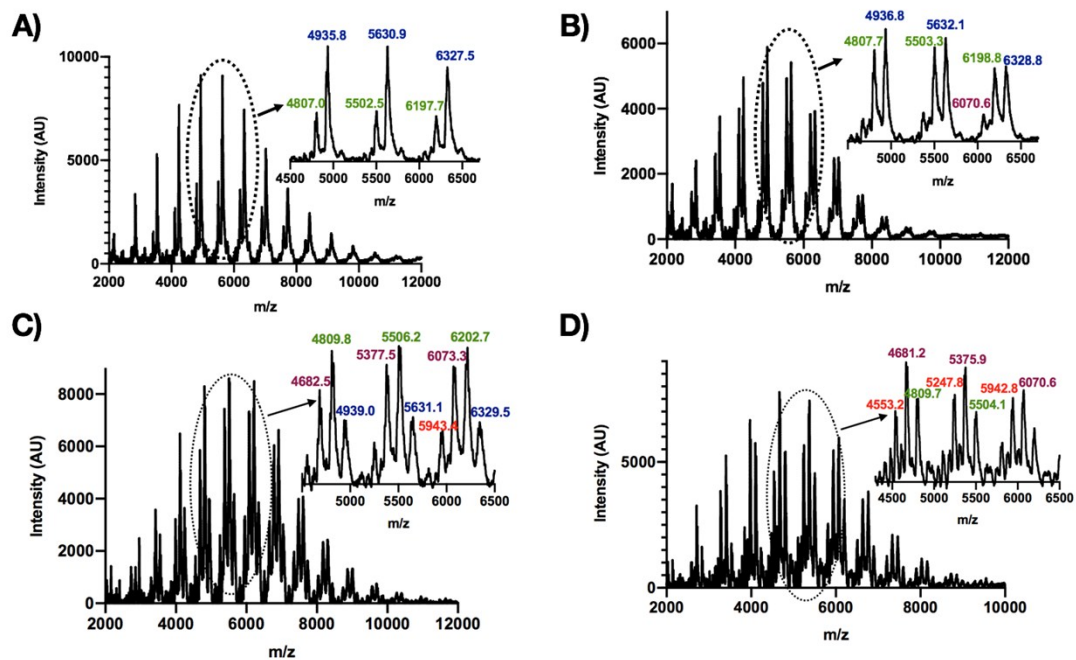 A)
4935.8 5630.9
6327.5
4807.0 5502.5 6197.7
10000
5000
0
Intensity (AU)
4500 5000 5500 6000 6500
m/z
2000 4000 6000 8000 10000 12000
m/z
B)
4936.8 5632.1
4807.7 5503.3 6198.8 6328.8
6070.6
6000
4000
2000
0
Intensity (AU)
5000 5500 6000 6500
m/z
2000 4000 6000 8000 10000 12000
m/z
C)
4809.8 5506.2 6202.7
5377.5 6073.3
4682.5
4939.0 5631.1 6329.5
5943.4
8000
6000
4000
2000
0
Intensity (AU)
5000 5500 6000 6500
m/z
2000 4000 6000 8000 10000 12000
m/z
D)
4681.2 5375.9
5247.8 5942.8 6070.6
4553.2 4809.7 5504.1
5000
0
Intensity (AU)
4500 5000 5500 6000 6500
m/z
2000 4000 6000 8000 10000
m/z